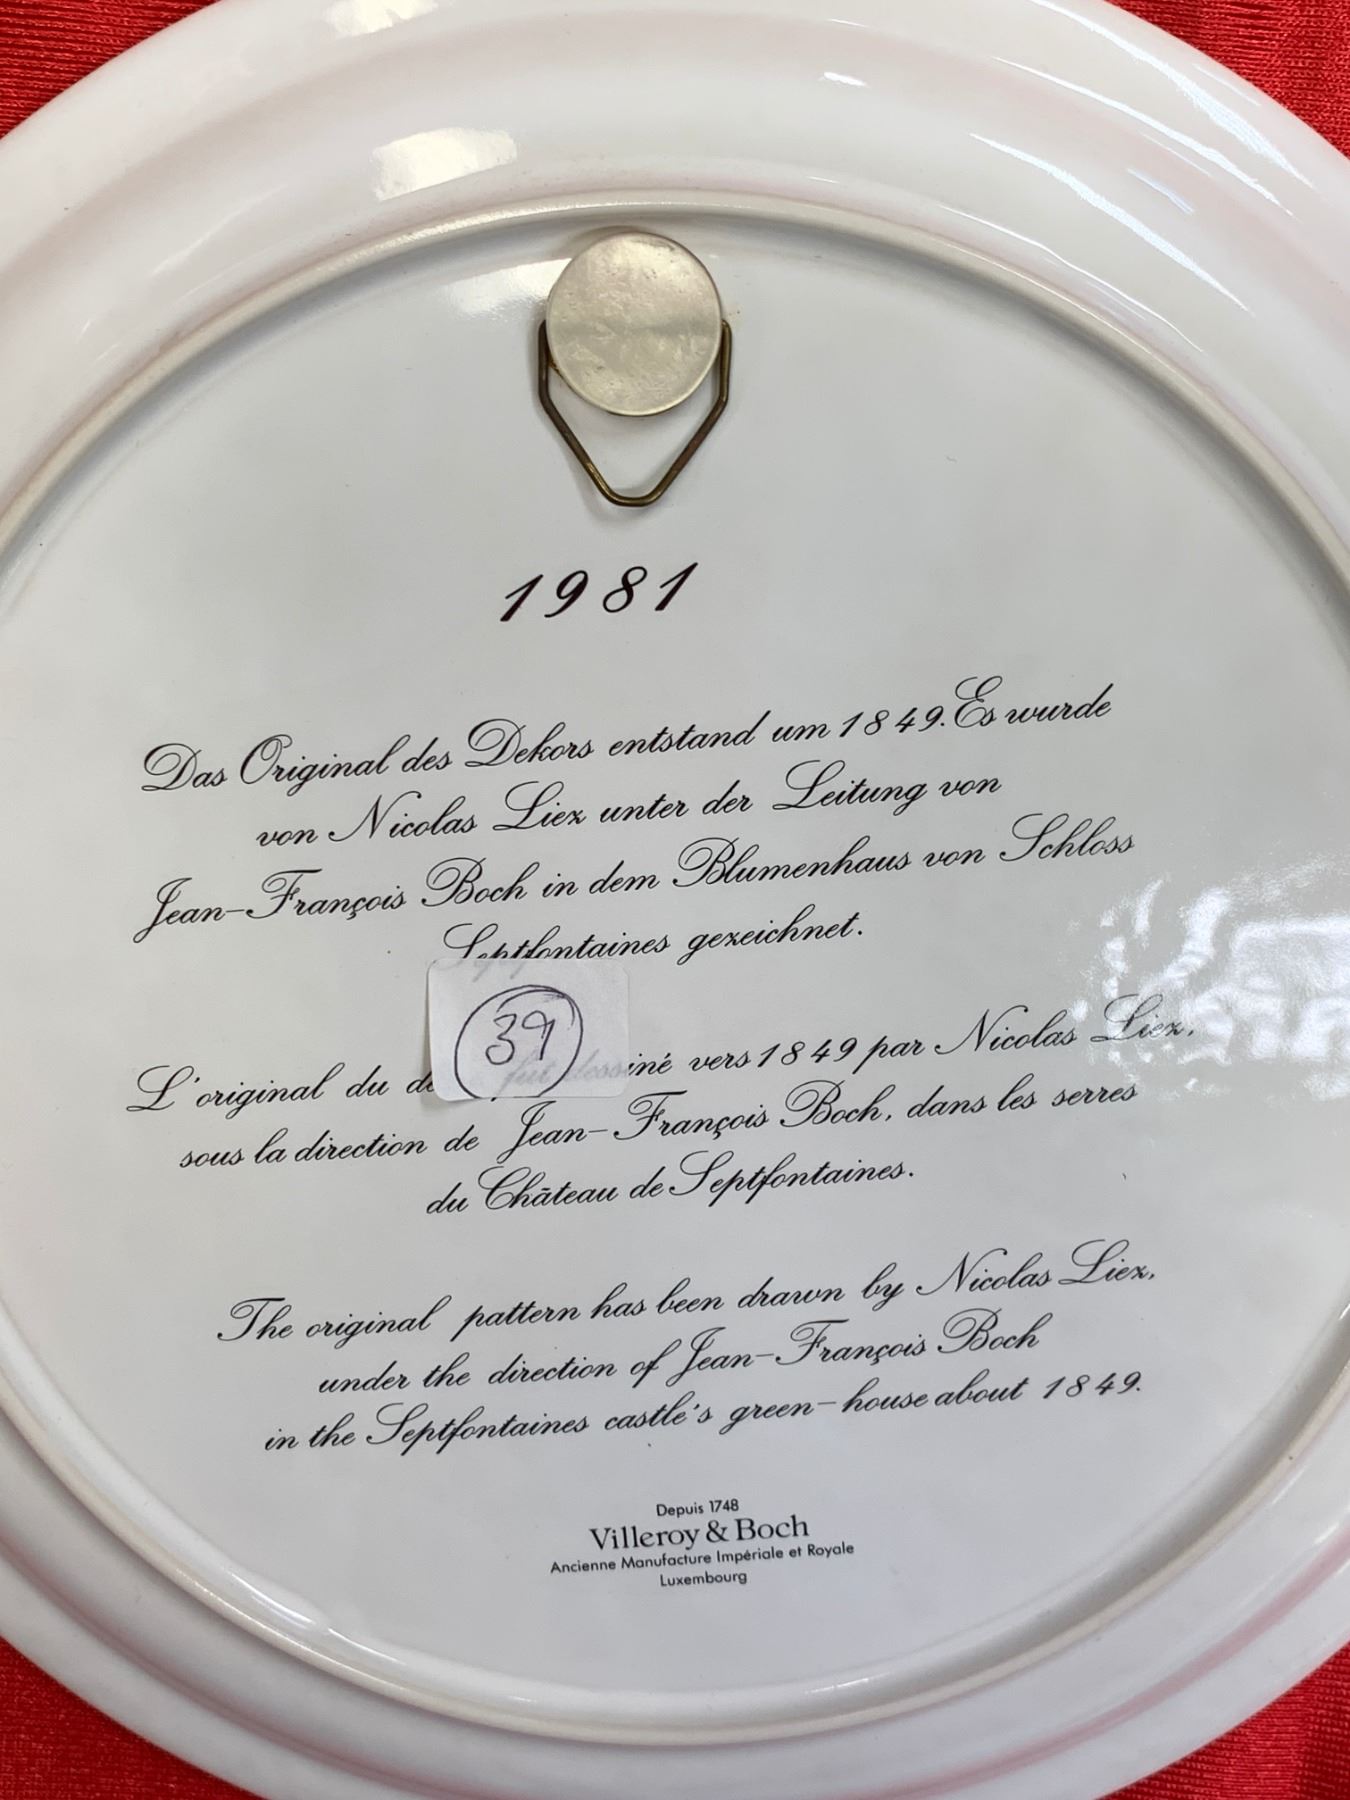 1981
Das Original des Dekors entstand um 1849. Es wurde
von Nicolas Liez unter der Leitung von
Jean-François Boch in dem Blumenhaus von Schloss
Septfontaines gezeichnet.
39
L'original du fut dessiné vers 1849 par Nicolas Liez,
sous la direction de Jean-François Boch, dans les serres
du Château de Septfontaines.
The original pattern has been drawn by Nicolas Liez,
under the direction of Jean-François Boch
in the Septfontaines castle's green-house about 1849.
Depuis 1748
Villeroy & Boch
Ancienne Manufacture Impériale et Royale
Luxembourg